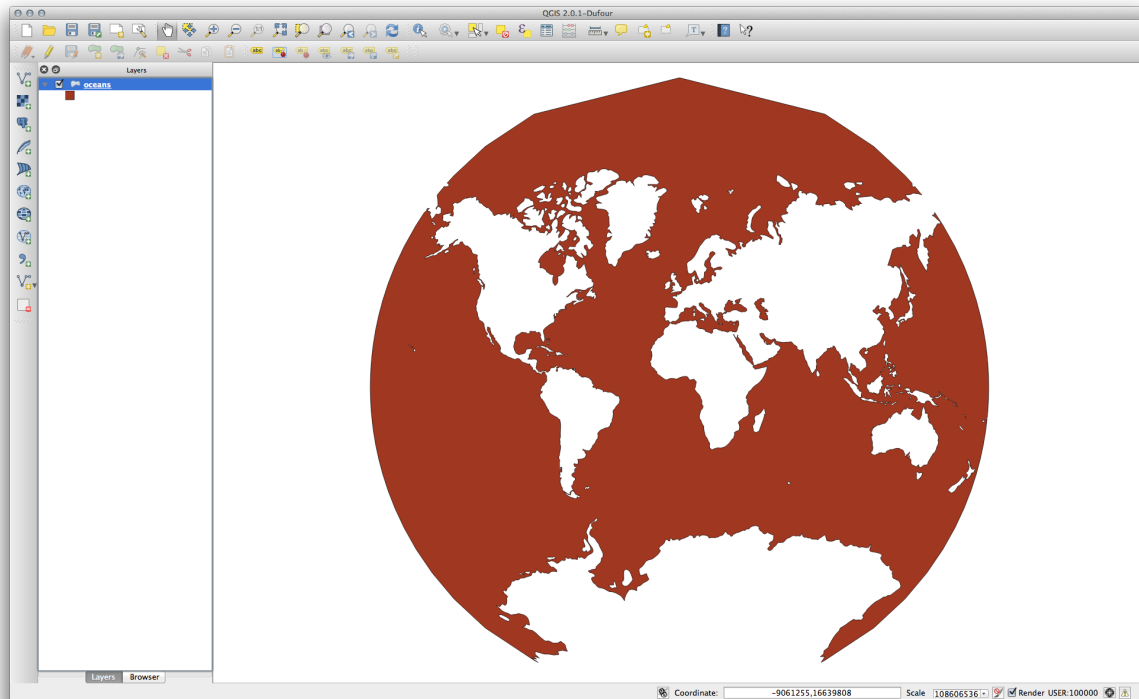 QGIS 2.0.1-Dufour
Layers
oceans
Layers Browser
Coordinate: -9061255,16639808 Scale 108606536 Render USER:100000